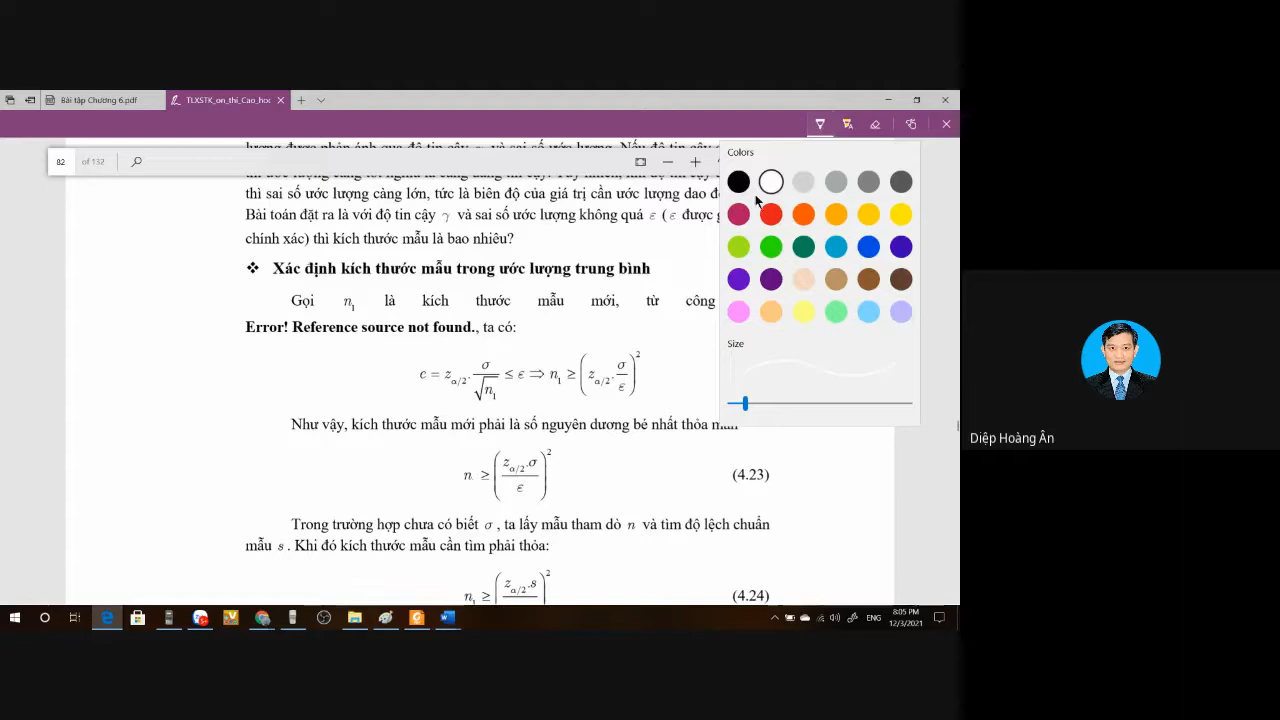 Bài tập Chương 6.pdf
TLXSTK_on_thi_Cao_hoc
82 of 132
Colors
thì sai số ước lượng càng lớn, tức là biên độ của giá trị cần ước lượng dao đ
Bài toán đặt ra là với độ tin cậy γ và sai số ước lượng không quá ε ( ε được g
chính xác) thì kích thước mẫu là bao nhiêu?
❖ Xác định kích thước mẫu trong ước lượng trung bình
Gọi n₁ là kích thước mẫu mới, từ công
Error! Reference source not found., ta có:
Size
c = z_{α/2}.σ/√n₁ ≤ ε ⇒ n₁ ≥ (z_{α/2}.σ/ε)²
Như vậy, kích thước mẫu mới phải là số nguyên dương bé nhất thỏa mãn
n ≥ (z_{α/2}.σ/ε)² (4.23)
Trong trường hợp chưa có biết σ, ta lấy mẫu tham dò n và tìm độ lệch chuẩn
mẫu s. Khi đó kích thước mẫu cần tìm phải thỏa:
n₁ ≥ (z_{α/2}.s)² (4.24)
Diệp Hoàng Ân
ENG
8:05 PM
12/3/2021